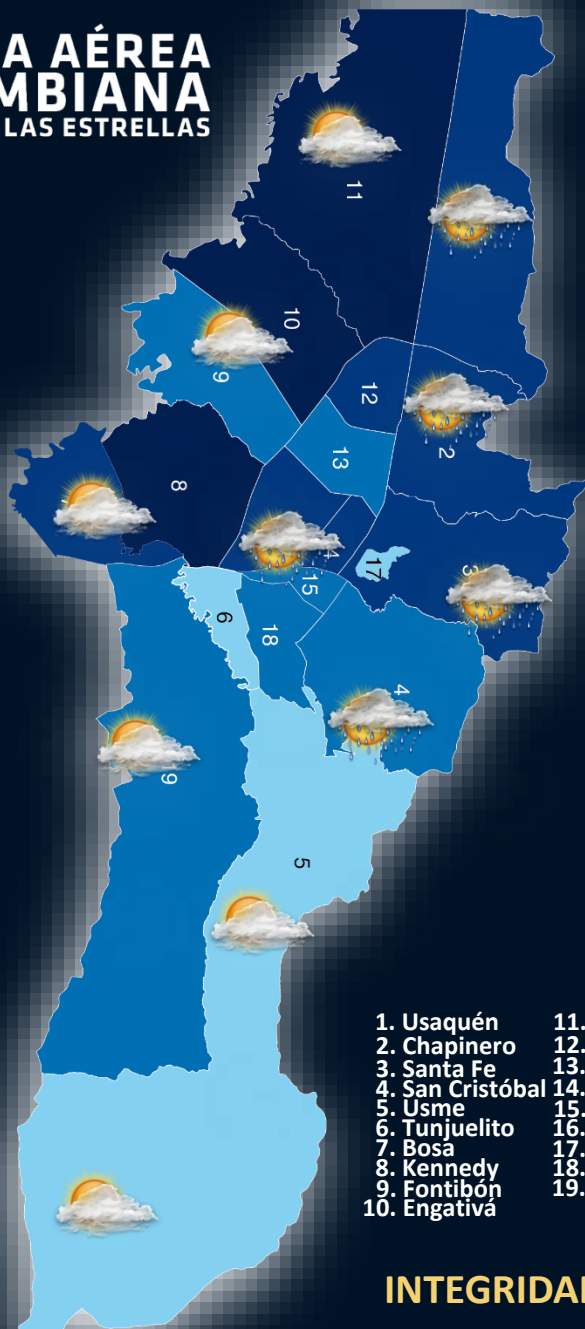 A AÉREA
MBIANA
LAS ESTRELLAS
11
10
9
12
2
13
8
4
17
3
15
6
18
4
9
5
1. Usaquén 11.
2. Chapinero 12.
3. Santa Fe 13.
4. San Cristóbal 14.
5. Usme 15.
6. Tunjuelito 16.
7. Bosa 17.
8. Kennedy 18.
9. Fontibón 19.
10. Engativá
INTEGRIDA